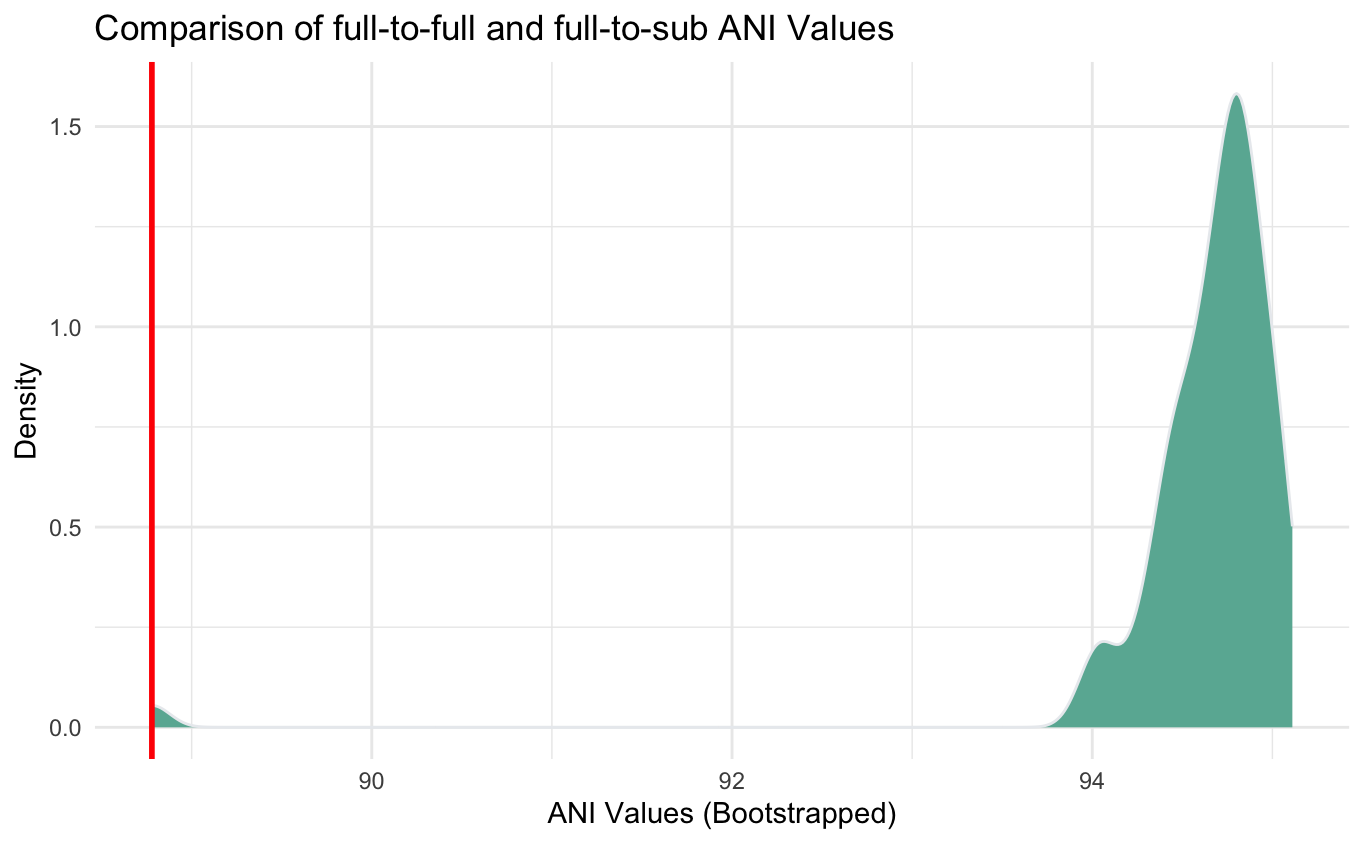 Comparison of full-to-full and full-to-sub ANI Values
1.5
1.0
0.5
0.0
Density
90 92 94
ANI Values (Bootstrapped)